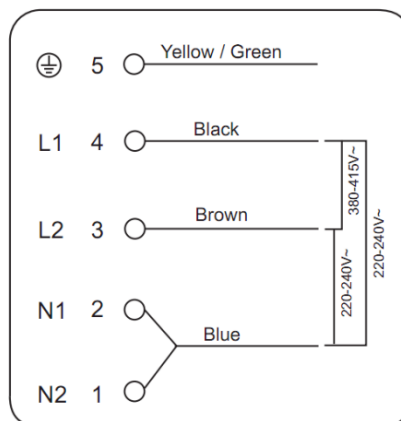 5 Yellow / Green
L1 4 Black
L2 3 Brown
N1 2
Blue
N2 1
380-415V~
220-240V~
220-240V~